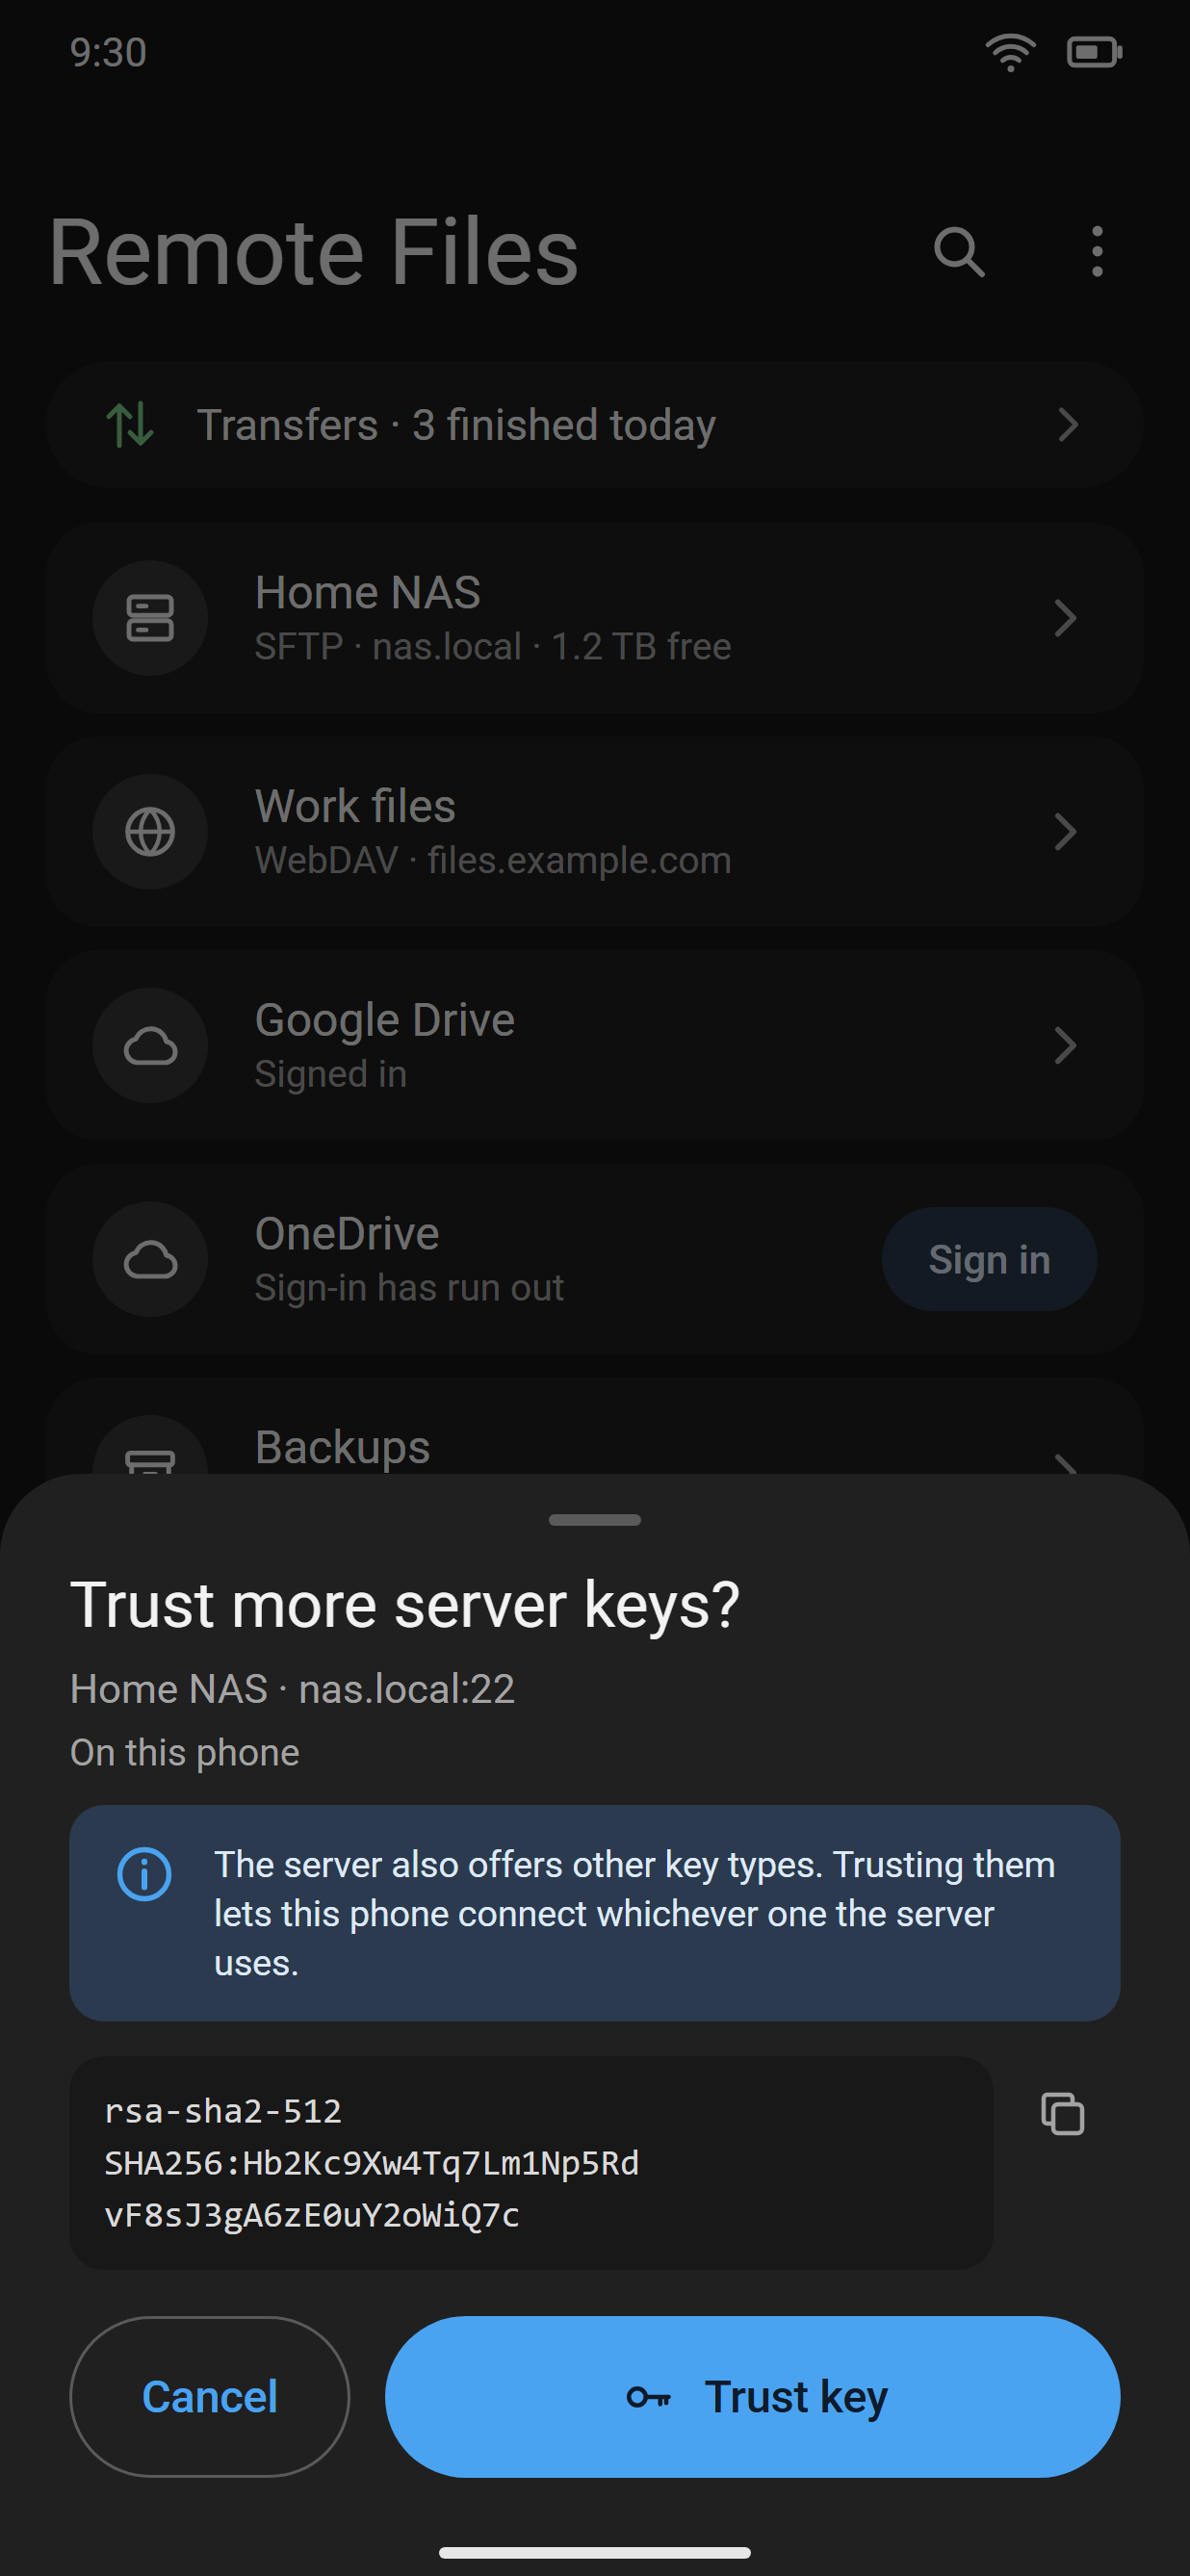 9:30
Remote Files
Transfers · 3 finished today
Home NAS
SFTP · nas.local · 1.2 TB free
Work files
WebDAV · files.example.com
Google Drive
Signed in
OneDrive
Sign-in has run out
Sign in
Backups
Trust more server keys?
Home NAS · nas.local:22
On this phone
The server also offers other key types. Trusting them
lets this phone connect whichever one the server
uses.
rsa-sha2-512
SHA256:Hb2Kc9Xw4Tq7Lm1Np5Rd
vF8sJ3gA6zE0uY2oWiQ7c
Cancel
Trust key